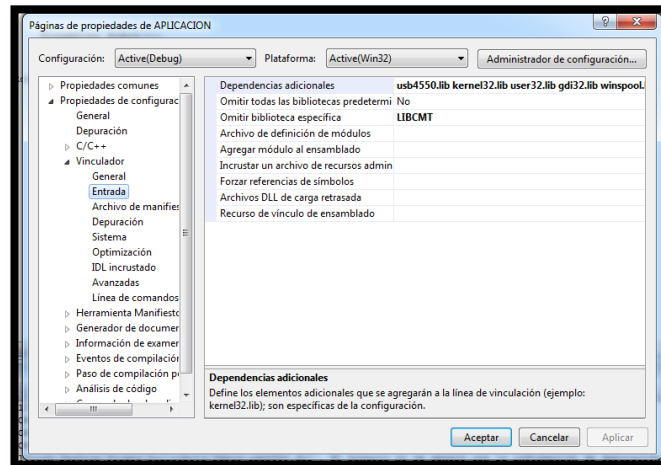 Páginas de propiedades de APLICACION
Configuración: Active(Debug) Plataforma: Active(Win32) Administrador de configuración...
Propiedades comunes
Propiedades de configurac
General
Depuración
C/C++
Vinculador
General
Entrada
Archivo de manifies
Depuración
Sistema
Optimización
IDL incrustado
Avanzadas
Línea de comandos
Herramienta Manifiesto
Generador de documer
Información de examer
Eventos de compilación
Paso de compilación p
Análisis de código
Dependencias adicionales usb4550.lib kernel32.lib user32.lib gdi32.lib winspool.l
Omitir todas las bibliotecas predetermi No
Omitir biblioteca específica LIBCMT
Archivo de definición de módulos
Agregar módulo al ensamblado
Incrustar un archivo de recursos admin
Forzar referencias de símbolos
Archivos DLL de carga retrasada
Recurso de vínculo de ensamblado
Dependencias adicionales
Define los elementos adicionales que se agregarán a la línea de vinculación (ejemplo:
kernel32.lib); son específicas de la configuración.
Aceptar Cancelar Aplicar